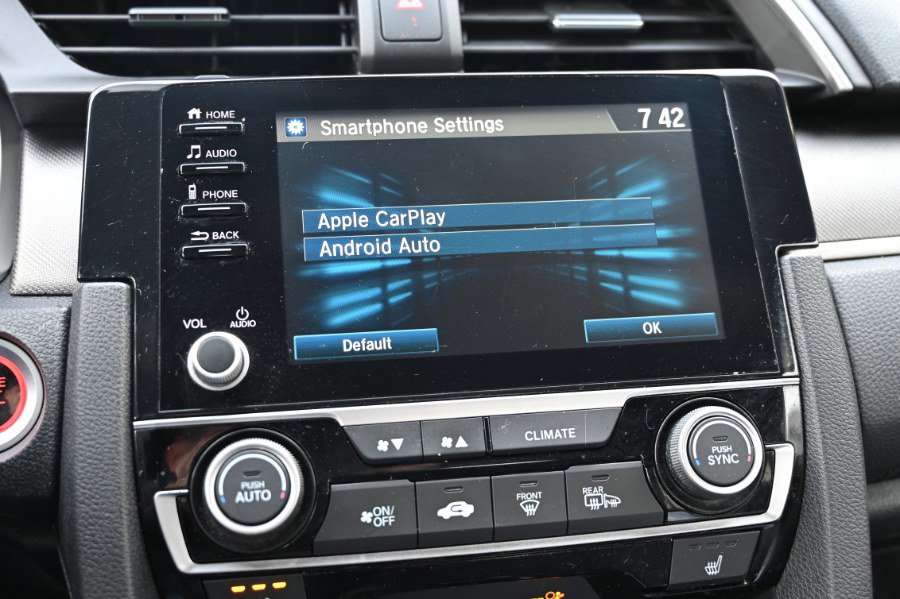 HOME
Smartphone Settings
7 42
AUDIO
PHONE
Apple CarPlay
BACK
Android Auto
VOL
AUDIO
Default
OK
CLIMATE
PUSH
AUTO
PUSH
SYNC
ON/
OFF
FRONT
REAR